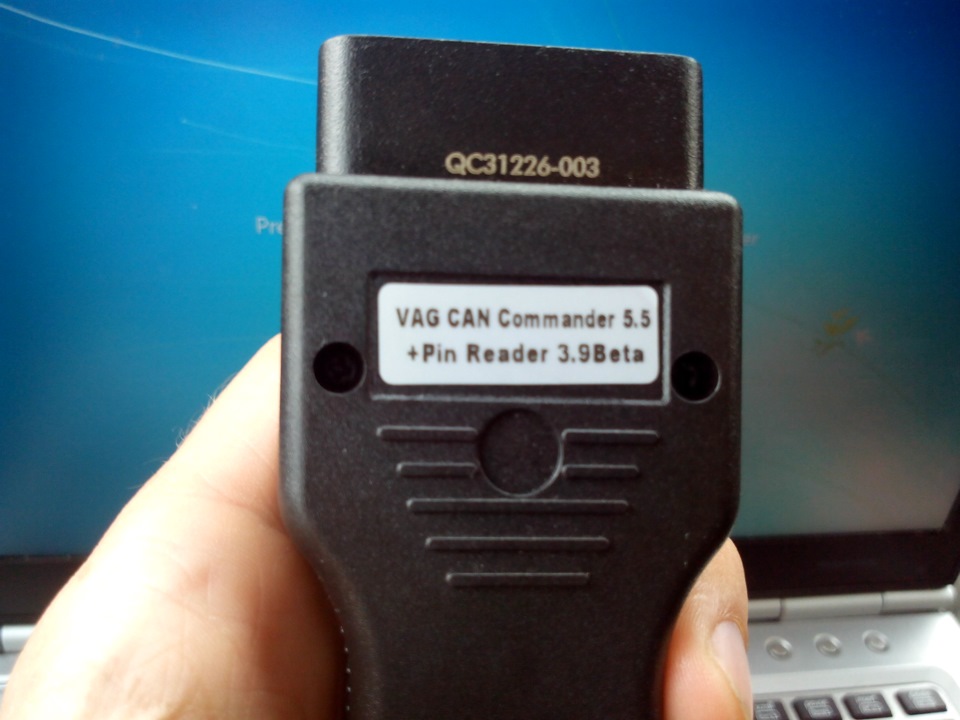 QC31226-003
VAG CAN Commander 5.5
+Pin Reader 3.9Beta